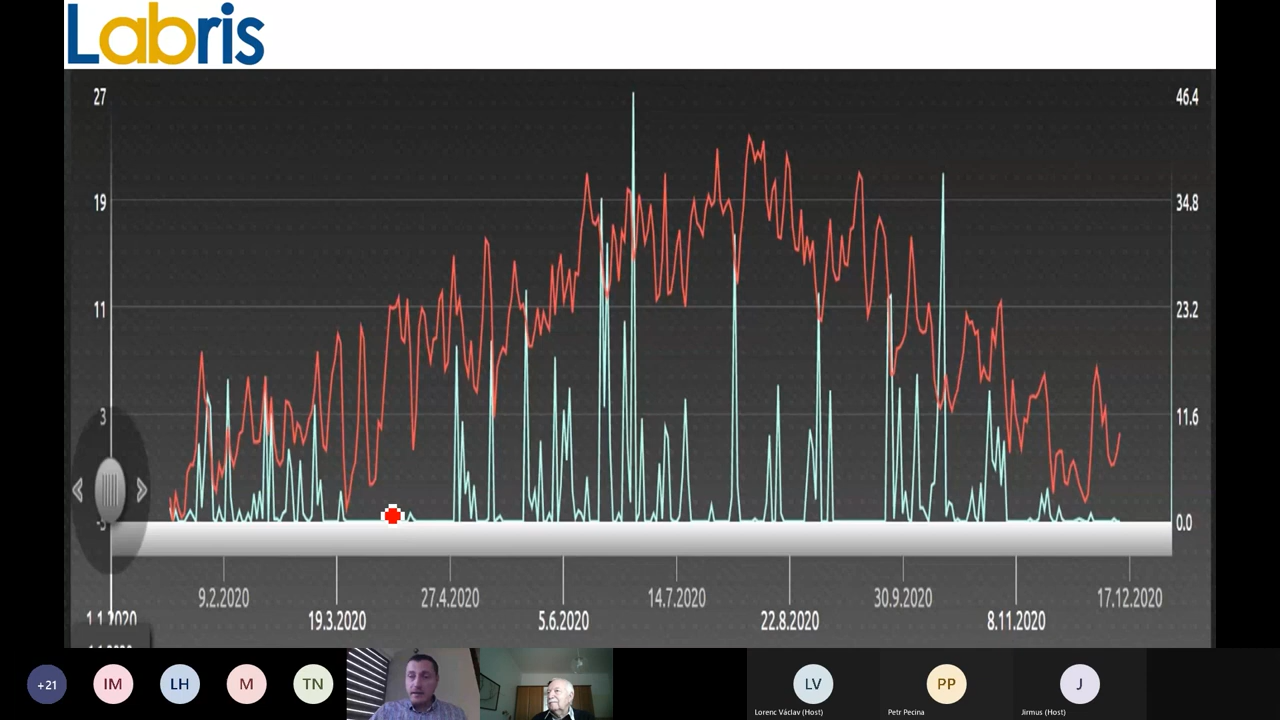 Labris
27
46.4
19
34.8
11
23.2
3
11.6
0.0
9.2.2020
27.4.2020
14.7.2020
30.9.2020
17.12.2020
1.1.2020
19.3.2020
5.6.2020
22.8.2020
8.11.2020
+21
IM
LH
M
TN
LV
PP
J
Lorenc Václav (Host)
Petr Pecina
Jirmus (Host)